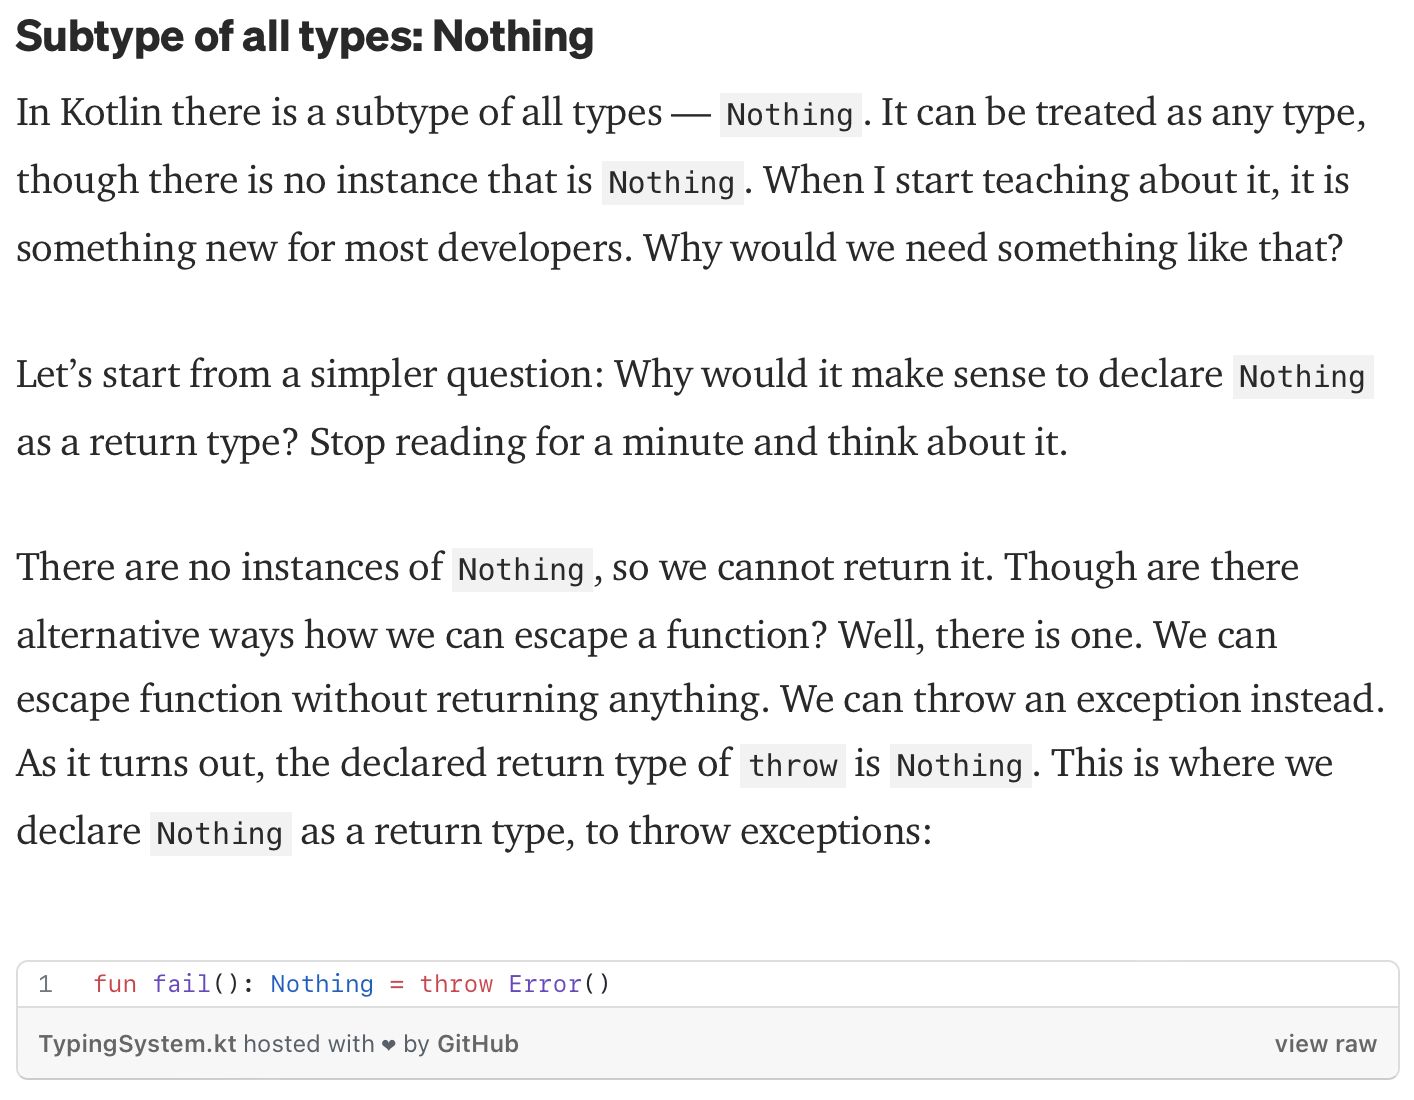 Subtype of all types: Nothing
In Kotlin there is a subtype of all types — Nothing. It can be treated as any type,
though there is no instance that is Nothing. When I start teaching about it, it is
something new for most developers. Why would we need something like that?
Let’s start from a simpler question: Why would it make sense to declare Nothing
as a return type? Stop reading for a minute and think about it.
There are no instances of Nothing, so we cannot return it. Though are there
alternative ways how we can escape a function? Well, there is one. We can
escape function without returning anything. We can throw an exception instead.
As it turns out, the declared return type of throw is Nothing. This is where we
declare Nothing as a return type, to throw exceptions:
1 fun fail(): Nothing = throw Error()
TypingSystem.kt hosted with ❤ by GitHub view raw